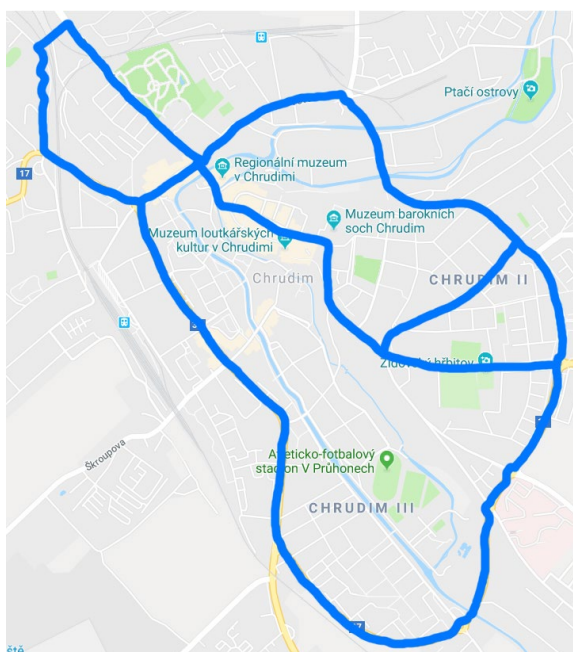 Ptačí ostrovy
17
Regionální muzeum
v Chrudimi
Muzeum barokních
soch Chrudim
Muzeum loutkářských
kultur v Chrudimi
Chrudim
CHRUDIM II
Židovský hřbitov
Škroupova
Atleticko-fotbalový
stadion V Průhonech
CHRUDIM III